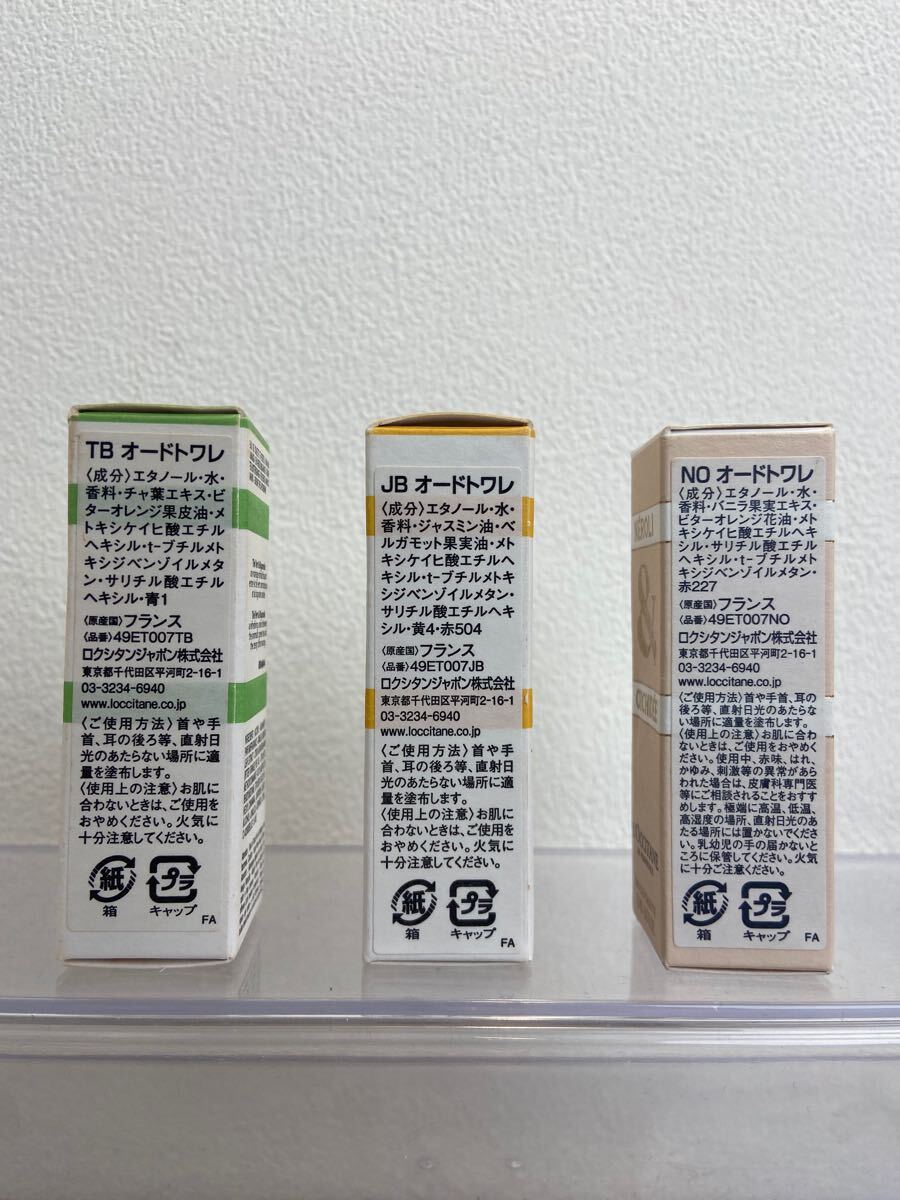 TB オードトワレ
〈成分〉エタノール・水・
香料・チャ葉エキス・ビ
ターオレンジ果皮油・メ
トキシケイヒ酸エチル
ヘキシル・t-ブチルメト
キシジベンゾイルメタ
ン・サリチル酸エチル
ヘキシル・青1
〈原産国〉フランス
〈品番〉49ET007TB
ロクシタンジャポン株式会社
東京都千代田区平河町2-16-1
03-3234-6940
www.loccitane.co.jp
〈ご使用方法〉首や手
首、耳の後ろ等、直射日
光のあたらない場所に適
量を塗布します。
〈使用上の注意〉お肌に
合わないときは、ご使用を
おやめください。火気に
十分注意してください。
紙
箱
プラ
キャップ
FA
JB オードトワレ
〈成分〉エタノール・水・
香料・ジャスミン油・ベ
ルガモット果実油・メト
キシケイヒ酸エチルヘ
キシル・t-ブチルメトキ
シジベンゾイルメタン・
サリチル酸エチルヘキ
シル・黄4・赤504
〈原産国〉フランス
〈品番〉49ET007JB
ロクシタンジャポン株式会社
東京都千代田区平河町2-16-1
03-3234-6940
www.loccitane.co.jp
〈ご使用方法〉首や手
首、耳の後ろ等、直射日
光のあたらない場所に適
量を塗布します。
〈使用上の注意〉お肌に
合わないときは、ご使用を
おやめください。火気に
十分注意してください。
紙
箱
プラ
キャップ
FA
NÉROLI
&
NO オードトワレ
〈成分〉エタノール・水・
香料・バニラ果実エキス・
ビターオレンジ花油・メト
キシケイヒ酸エチルヘキ
シル・サリチル酸エチル
ヘキシル・t-ブチルメト
キシジベンゾイルメタン・
赤227
〈原産国〉フランス
〈品番〉49ET007NO
ロクシタンジャポン株式会社
東京都千代田区平河町2-16-1
03-3234-6940
www.loccitane.co.jp
〈ご使用方法〉首や手首、耳の
後ろ等、直射日光のあたらな
い場所に適量を塗布します。
〈使用上の注意〉お肌に合わ
ないときは、ご使用をおやめく
ださい。使用中、赤味、はれ、
かゆみ、刺激等の異常があら
われた場合は、皮膚科専門医
等にご相談されることをおすす
めします。極端に高温、低温、
高湿度の場所、直射日光のあ
たる場所には置かないでくださ
い。乳幼児の手の届かないと
ころに保管してください。火気
に十分ご注意ください。
紙
箱
プラ
キャップ
FA